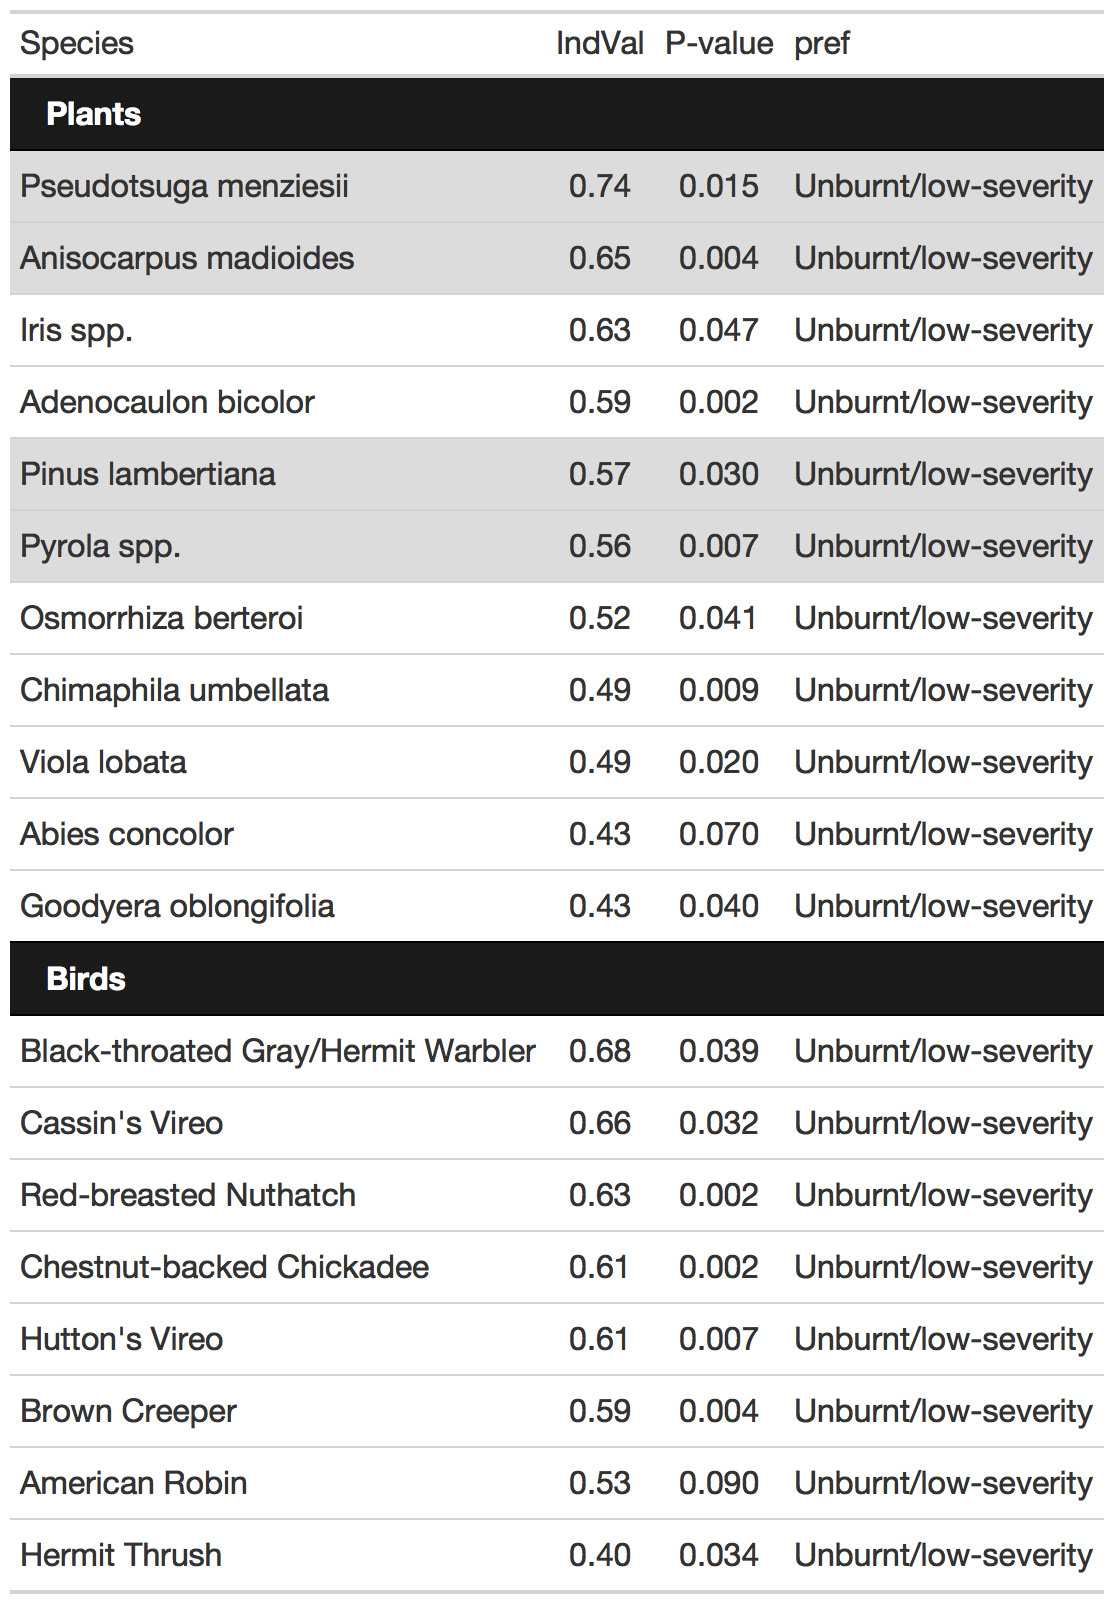 Species IndVal P-value pref
Plants
Pseudotsuga menziesii 0.74 0.015 Unburnt/low-severity
Anisocarpus madioides 0.65 0.004 Unburnt/low-severity
Iris spp. 0.63 0.047 Unburnt/low-severity
Adenocaulon bicolor 0.59 0.002 Unburnt/low-severity
Pinus lambertiana 0.57 0.030 Unburnt/low-severity
Pyrola spp. 0.56 0.007 Unburnt/low-severity
Osmorrhiza berteroi 0.52 0.041 Unburnt/low-severity
Chimaphila umbellata 0.49 0.009 Unburnt/low-severity
Viola lobata 0.49 0.020 Unburnt/low-severity
Abies concolor 0.43 0.070 Unburnt/low-severity
Goodyera oblongifolia 0.43 0.040 Unburnt/low-severity
Birds
Black-throated Gray/Hermit Warbler 0.68 0.039 Unburnt/low-severity
Cassin's Vireo 0.66 0.032 Unburnt/low-severity
Red-breasted Nuthatch 0.63 0.002 Unburnt/low-severity
Chestnut-backed Chickadee 0.61 0.002 Unburnt/low-severity
Hutton's Vireo 0.61 0.007 Unburnt/low-severity
Brown Creeper 0.59 0.004 Unburnt/low-severity
American Robin 0.53 0.090 Unburnt/low-severity
Hermit Thrush 0.40 0.034 Unburnt/low-severity